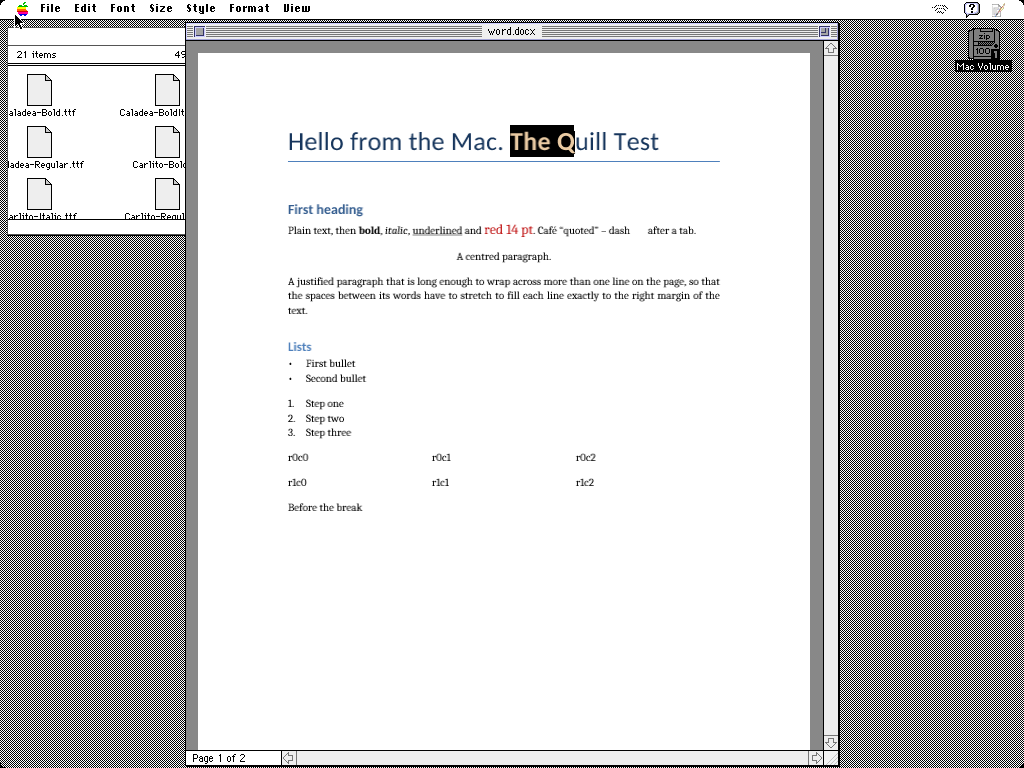 File Edit Font Size Style Format View
word.docx
21 items 49
zip
100
Mac Volume
aladea-Bold.ttf Caladea-BoldIt
adea-Regular.ttf Carlito-Bol
arlito-Italic.ttf Carlito-Regul
Hello from the Mac. The Quill Test
First heading
Plain text, then bold, italic, underlined and red 14 pt. Café “quoted” – dash after a tab.
A centred paragraph.
A justified paragraph that is long enough to wrap across more than one line on the page, so that
the spaces between its words have to stretch to fill each line exactly to the right margin of the
text.
Lists
• First bullet
• Second bullet
1. Step one
2. Step two
3. Step three
r0c0 r0c1 r0c2
r1c0 r1c1 r1c2
Before the break
Page 1 of 2